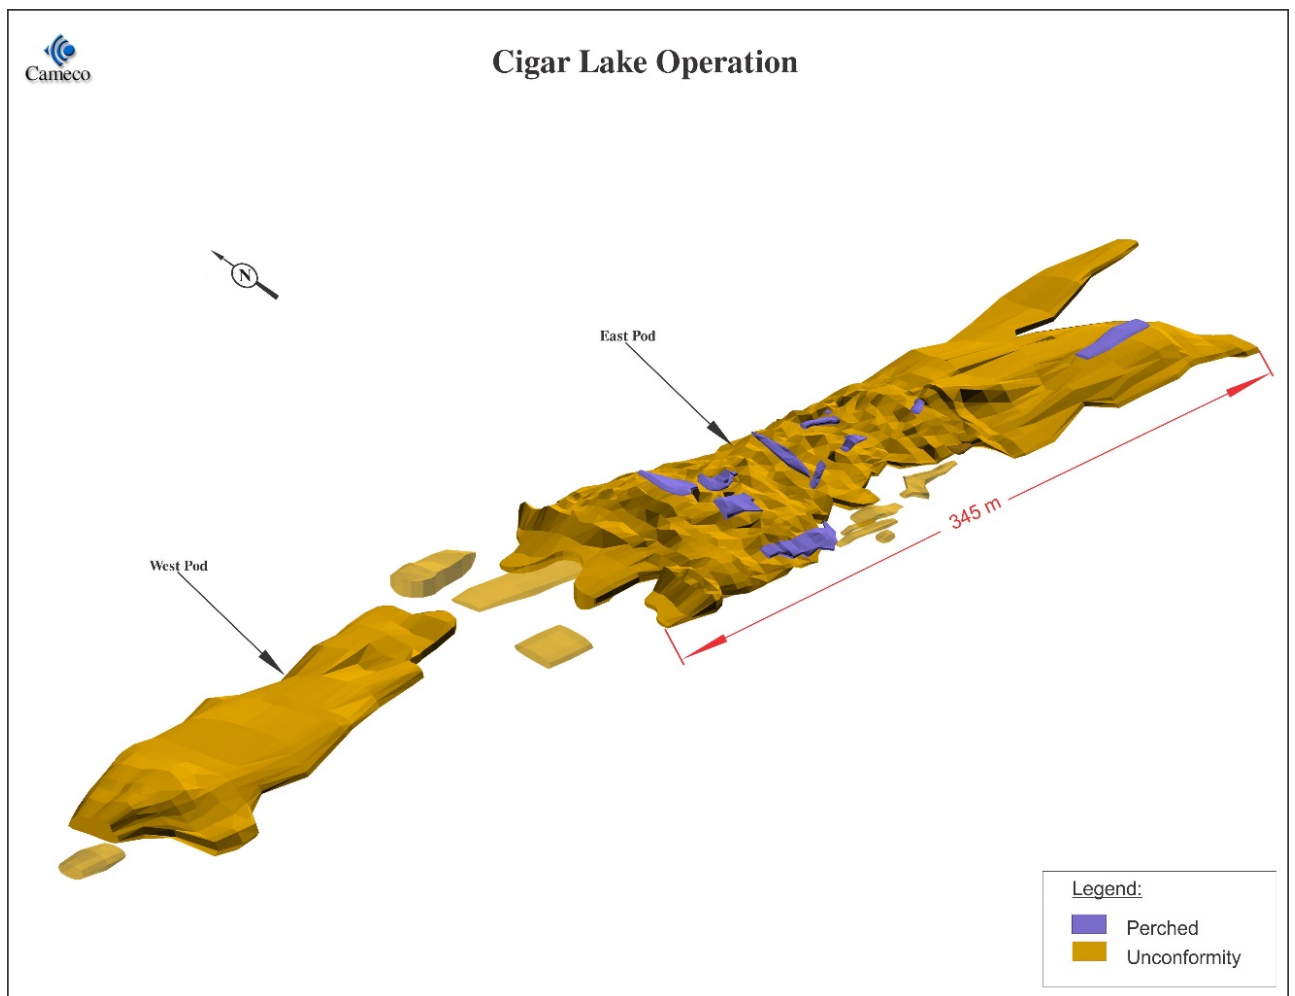 Cameco
Cigar Lake Operation
N
East Pod
345 m
West Pod
Legend:
Perched
Unconformity